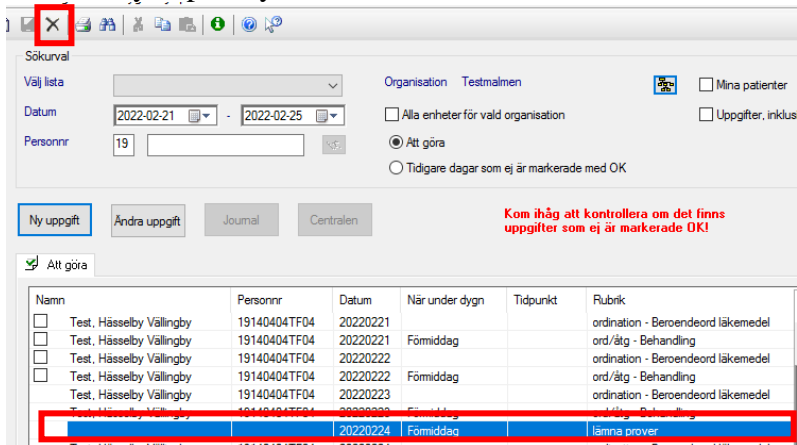 Sökurval
Välj lista
Organisation Testmalmen
Mina patienter
Datum
2022-02-21 - 2022-02-25
Alla enheter för vald organisation
Uppgifter, inklus
Personnr
19
Att göra
Tidigare dagar som ej är markerade med OK
Ny uppgift
Ändra uppgift
Journal
Centralen
Kom ihåg att kontrollera om det finns
uppgifter som ej är markerade OK!
Att göra
Namn Personnr Datum När under dygn Tidpunkt Rubrik
Test, Hässelby Vällingby 19140404TF04 20220221 ordination - Beroendeord läkemedel
Test, Hässelby Vällingby 19140404TF04 20220221 Förmiddag ord/åtg - Behandling
Test, Hässelby Vällingby 19140404TF04 20220222 ordination - Beroendeord läkemedel
Test, Hässelby Vällingby 19140404TF04 20220222 Förmiddag ord/åtg - Behandling
Test, Hässelby Vällingby 19140404TF04 20220223 ordination - Beroendeord läkemedel
20220224 Förmiddag lämna prover